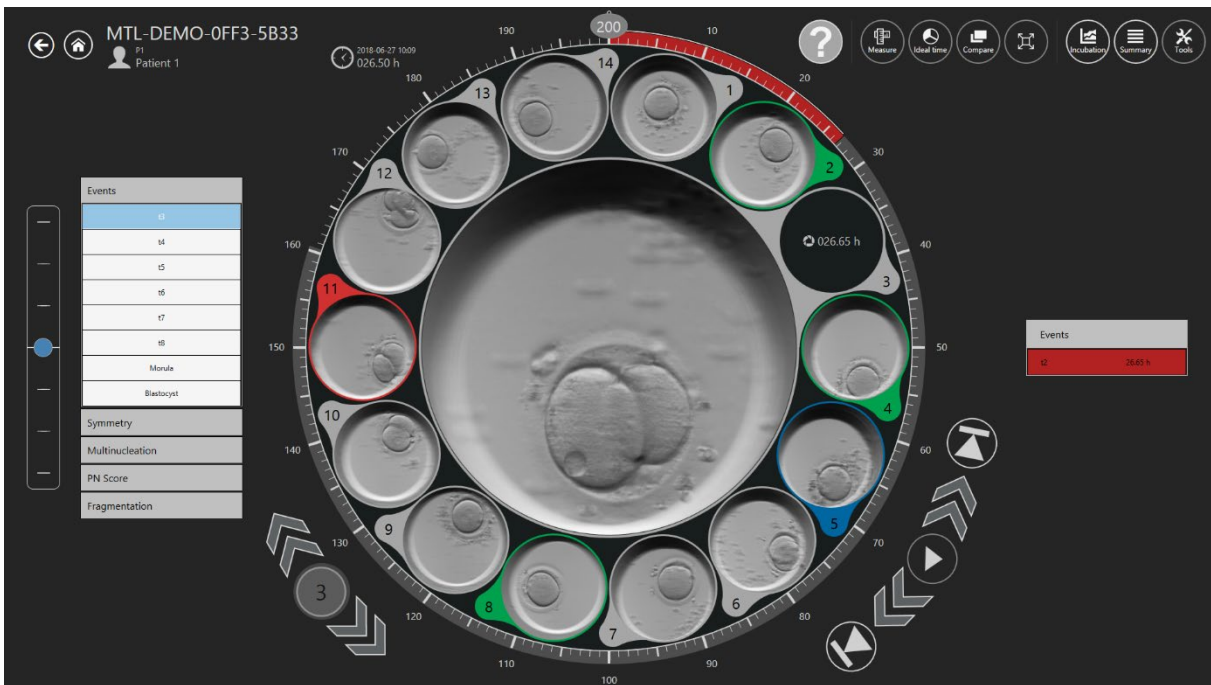 MTL-DEMO-0FF3-5B33
P1
Patient 1
2018-06-27 10:09
026.50 h
?
Measure
Ideal time
Compare
Incubation
Summary
Tools
200
10
20
30
40
50
60
70
80
90
100
110
120
130
140
150
160
170
180
190
1
2
3
4
5
6
7
8
9
10
11
12
13
14
026.65 h
Events
t3
t4
t5
t6
t7
t8
Morula
Blastocyst
Symmetry
Multinucleation
PN Score
Fragmentation
3
Events
t2 26.65 h